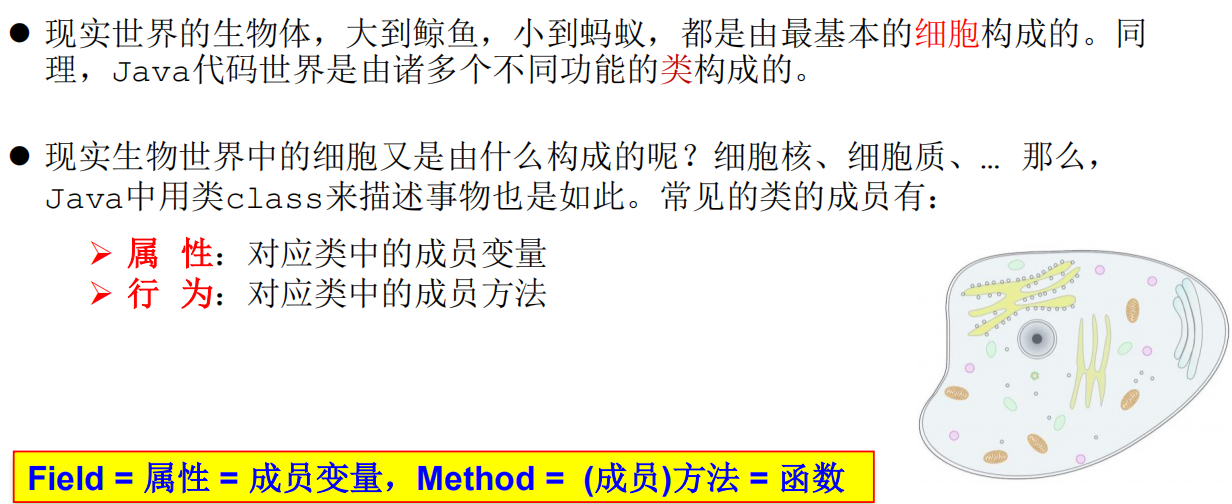 ● 现实世界的生物体，大到鲸鱼，小到蚂蚁，都是由最基本的细胞构成的。同
理，Java代码世界是由诸多个不同功能的类构成的。
● 现实生物世界中的细胞又是由什么构成的呢？细胞核、细胞质、… 那么，
Java中用类class来描述事物也是如此。常见的类的成员有：
➢ 属 性：对应类中的成员变量
➢ 行 为：对应类中的成员方法
Field = 属性 = 成员变量，Method = (成员)方法 = 函数